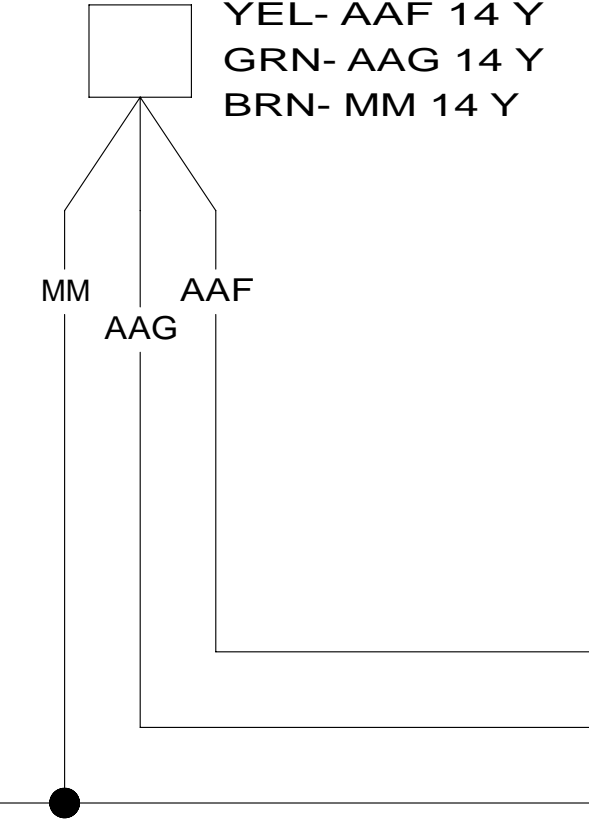 YEL- AAF 14 Y
GRN- AAG 14 Y
BRN- MM 14 Y
MM
AAF
AAG